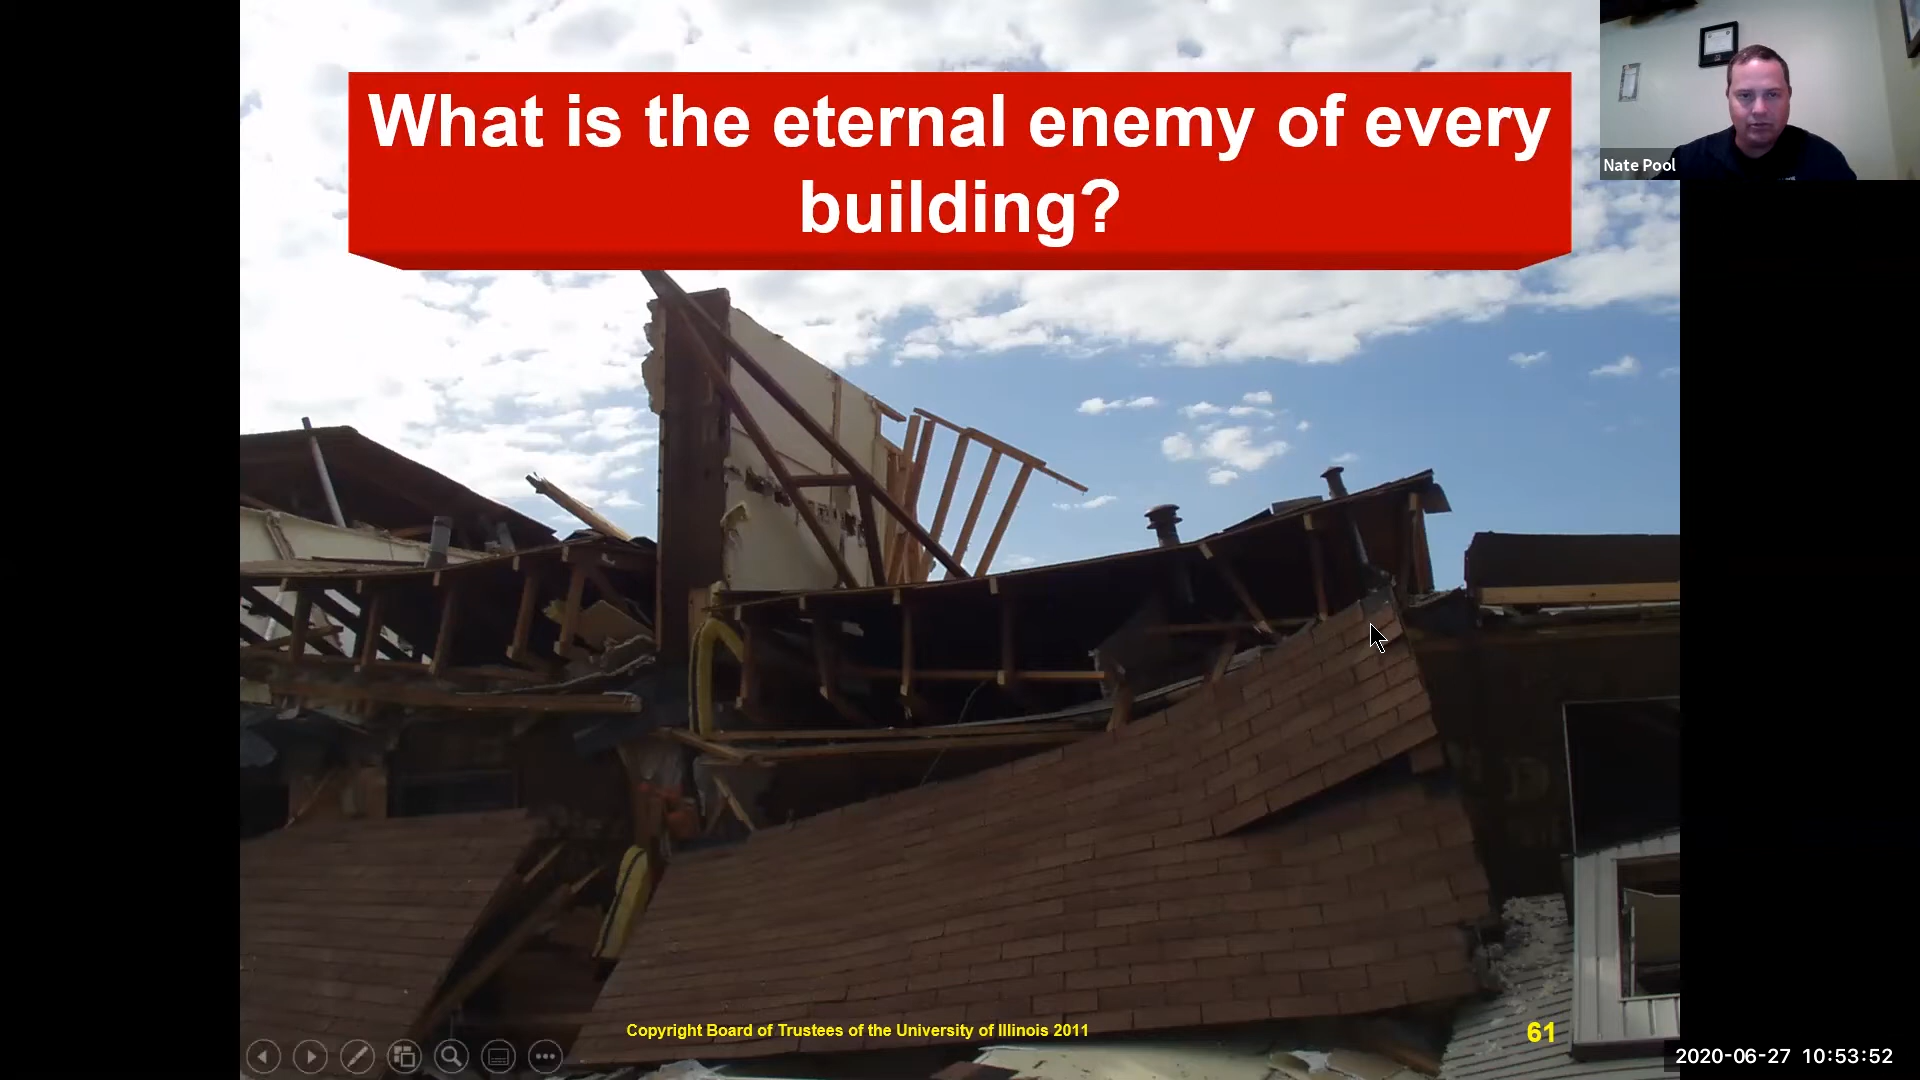 What is the eternal enemy of every
building?
Nate Pool
Copyright Board of Trustees of the University of Illinois 2011
61
2020-06-27 10:53:52